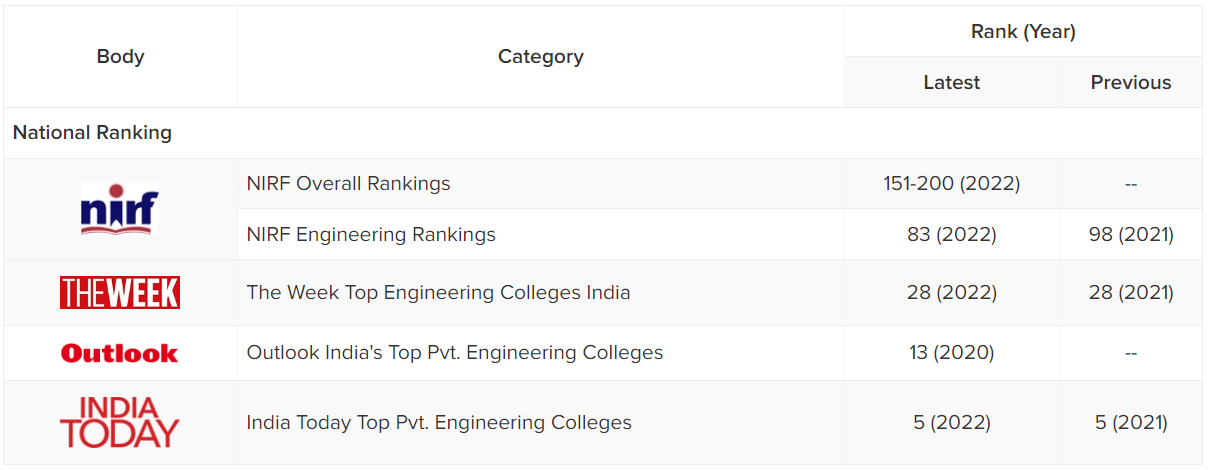 Body
Category
Rank (Year)
Latest
Previous
National Ranking
nirf
NIRF Overall Rankings
151-200 (2022)
--
NIRF Engineering Rankings
83 (2022)
98 (2021)
THE WEEK
The Week Top Engineering Colleges India
28 (2022)
28 (2021)
Outlook
Outlook India's Top Pvt. Engineering Colleges
13 (2020)
--
INDIA
TODAY
India Today Top Pvt. Engineering Colleges
5 (2022)
5 (2021)